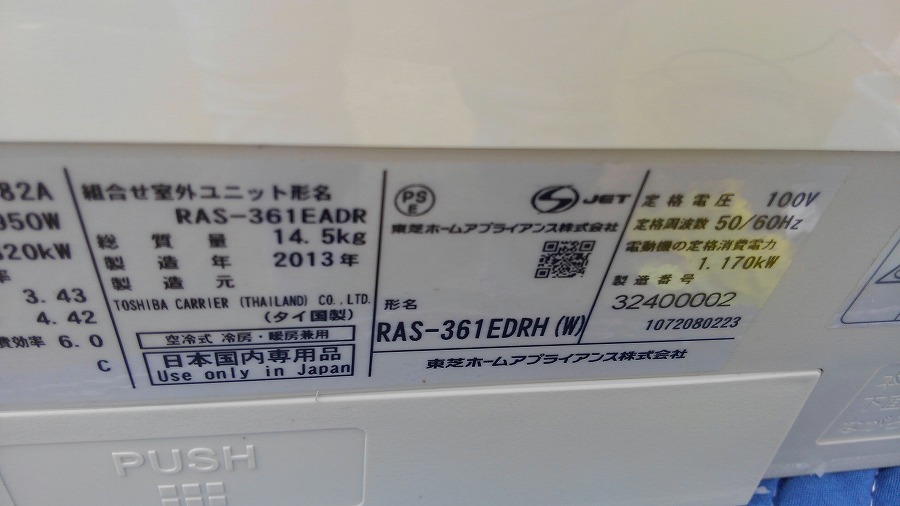 82A
950W
320kW
3.43
4.42
費効率 6.0
C
組合せ室外ユニット形名
RAS-361EADR
総質量 14.5kg
製造年 2013年
製造元
TOSHIBA CARRIER (THAILAND) CO., LTD.
(タイ国製)
空冷式 冷房・暖房兼用
日本国内専用品
Use only in Japan
PS
E
JET
東芝ホームアプライアンス株式会社
形名
RAS-361EDRH(W)
東芝ホームアプライアンス株式会社
定格電圧 100V
定格周波数 50/60Hz
電動機の定格消費電力
1.170kW
製造番号
32400002
1072080223
PUSH